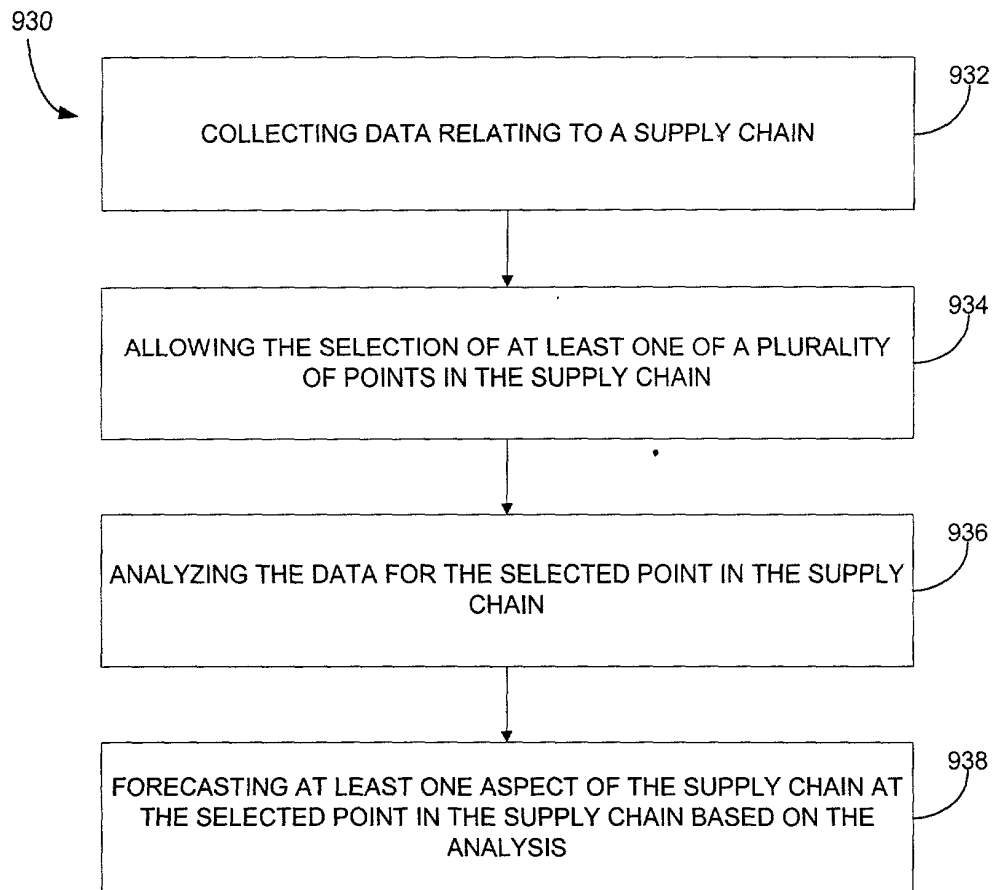 930
932
COLLECTING DATA RELATING TO A SUPPLY CHAIN
934
ALLOWING THE SELECTION OF AT LEAST ONE OF A PLURALITY
OF POINTS IN THE SUPPLY CHAIN
936
ANALYZING THE DATA FOR THE SELECTED POINT IN THE SUPPLY
CHAIN
938
FORECASTING AT LEAST ONE ASPECT OF THE SUPPLY CHAIN AT
THE SELECTED POINT IN THE SUPPLY CHAIN BASED ON THE
ANALYSIS